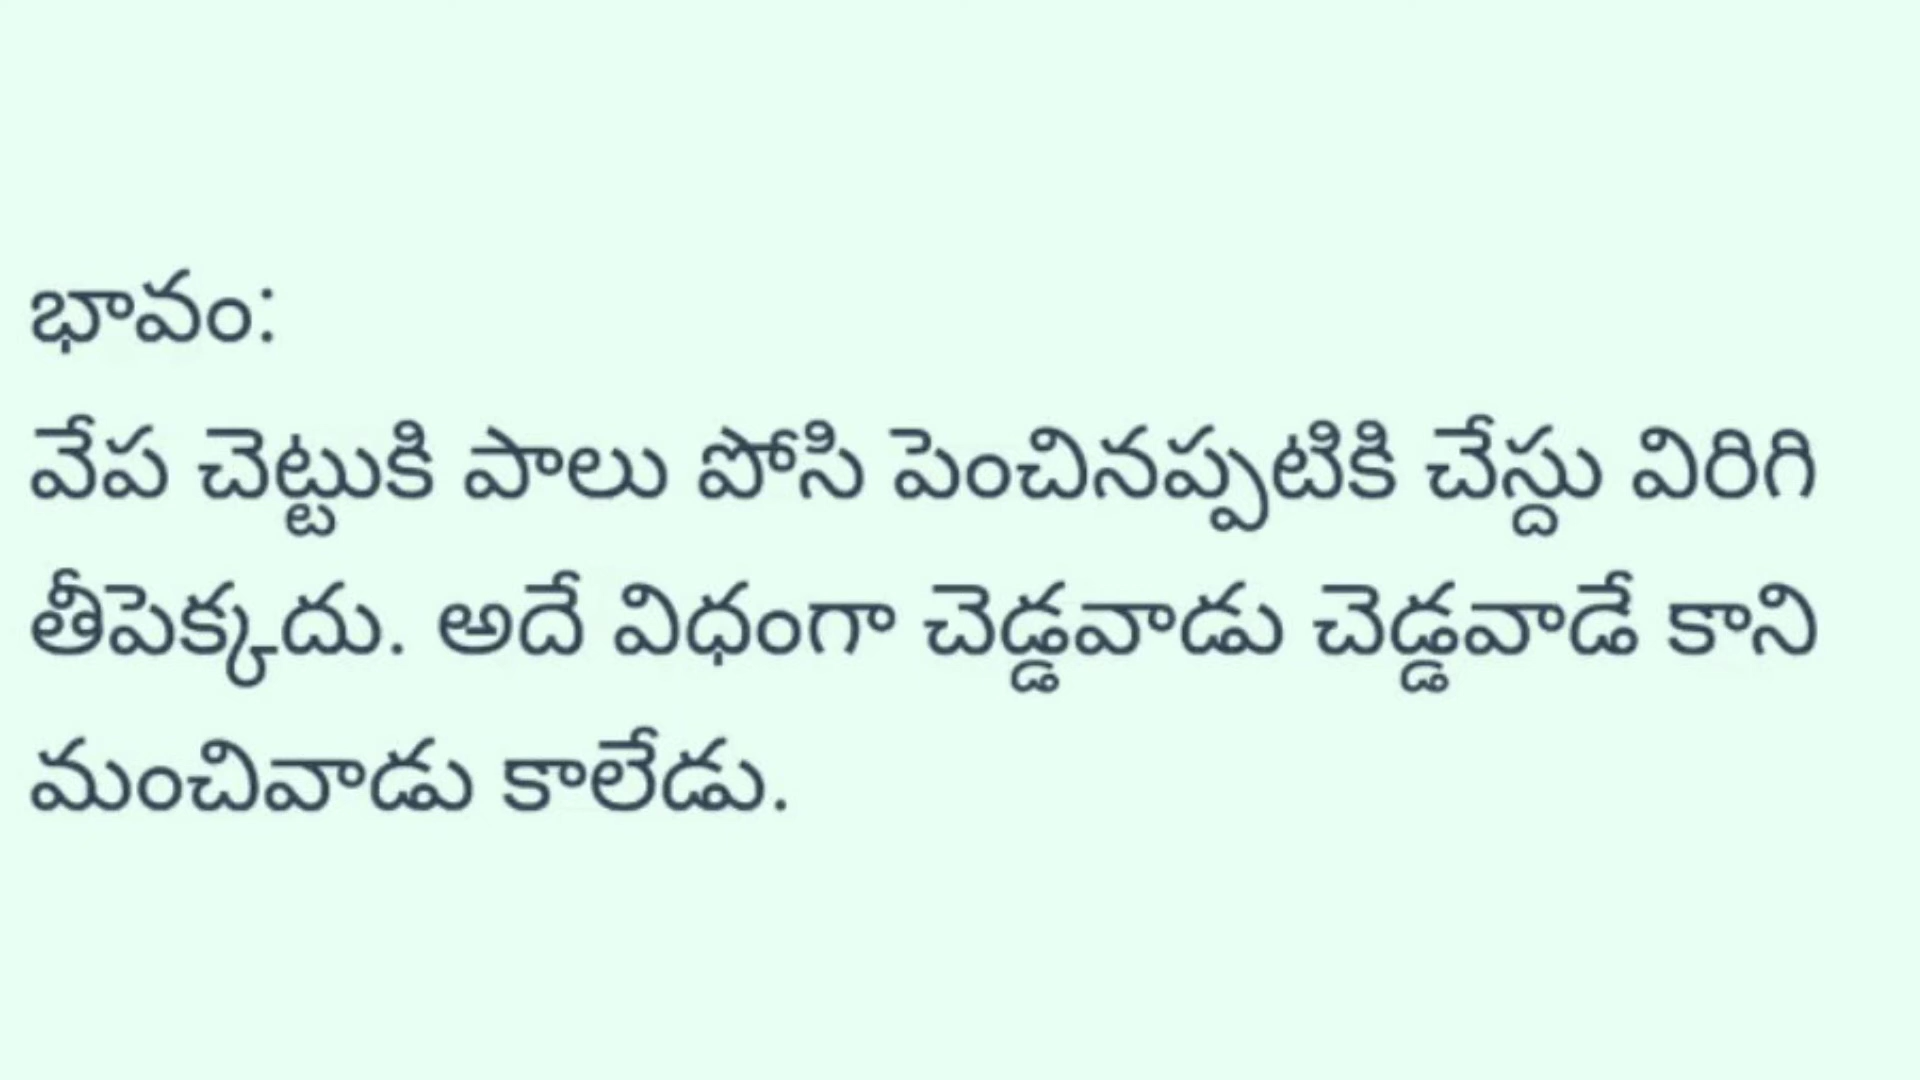 భావం:
వేప చెట్టుకి పాలు పోసి పెంచినప్పటికి చేస్దు విరిగి
తీపెక్కదు. అదే విధంగా చెడ్డవాడు చెడ్డవాడే కాని
మంచివాడు కాలేడు.